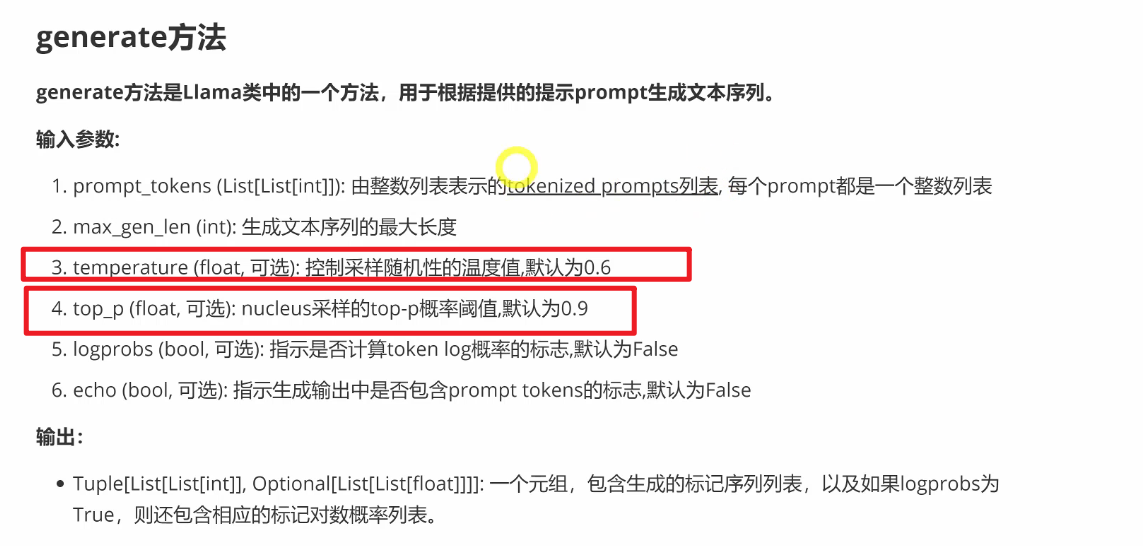 generate方法
generate方法是Llama类中的一个方法，用于根据提供的提示prompt生成文本序列。
输入参数:
1. prompt_tokens (List[List[int]]): 由整数列表表示的tokenized prompts列表, 每个prompt都是一个整数列表
2. max_gen_len (int): 生成文本序列的最大长度
3. temperature (float, 可选): 控制采样随机性的温度值,默认为0.6
4. top_p (float, 可选): nucleus采样的top-p概率阈值,默认为0.9
5. logprobs (bool, 可选): 指示是否计算token log概率的标志,默认为False
6. echo (bool, 可选): 指示生成输出中是否包含prompt tokens的标志,默认为False
输出：
• Tuple[List[List[int]], Optional[List[List[float]]]]: 一个元组，包含生成的标记序列列表，以及如果logprobs为
True，则还包含相应的标记对数概率列表。